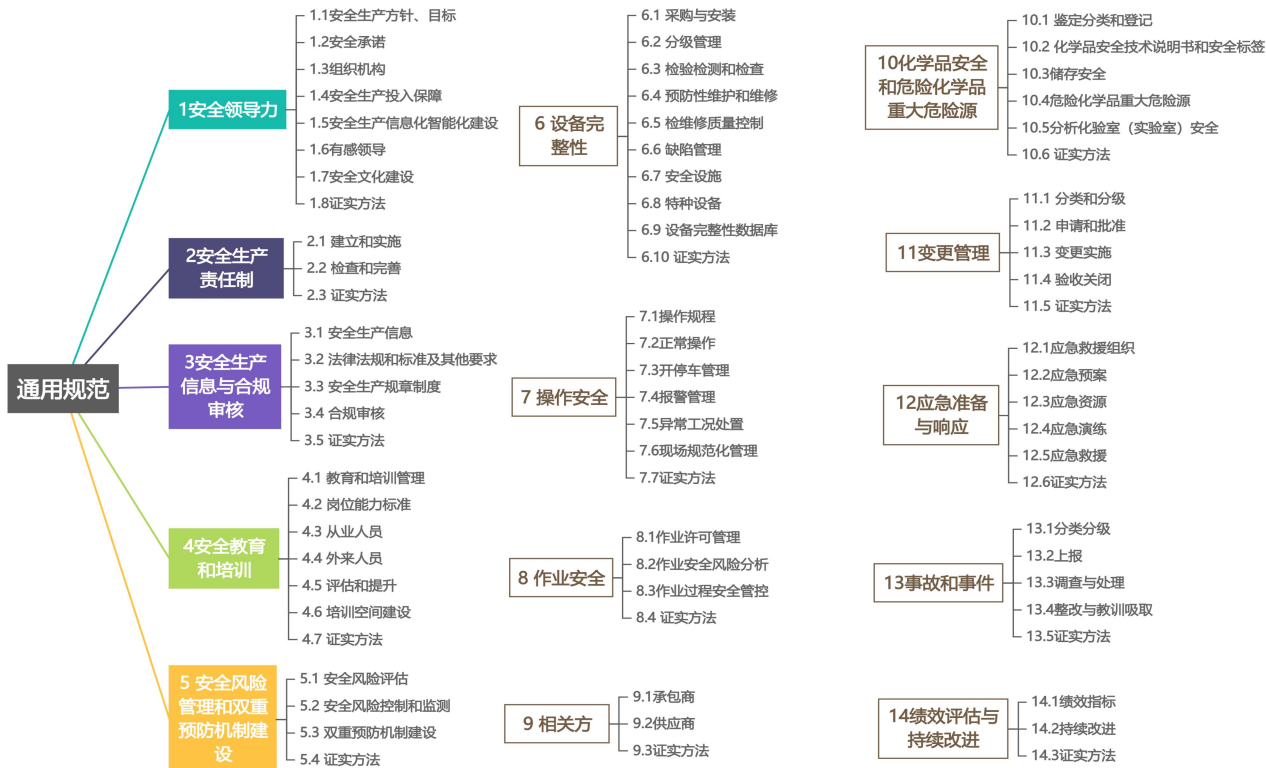 通用规范
1安全领导力
1.1安全生产方针、目标
1.2安全承诺
1.3组织机构
1.4安全生产投入保障
1.5安全生产信息化智能化建设
1.6有感领导
1.7安全文化建设
1.8证实方法
2安全生产
责任制
2.1 建立和实施
2.2 检查和完善
2.3 证实方法
3安全生产
信息与合规
审核
3.1 安全生产信息
3.2 法律法规和标准及其他要求
3.3 安全生产规章制度
3.4 合规审核
3.5 证实方法
4安全教育
和培训
4.1 教育和培训管理
4.2 岗位能力标准
4.3 从业人员
4.4 外来人员
4.5 评估和提升
4.6 培训空间建设
4.7 证实方法
5 安全风险
管理和双重
预防机制建
设
5.1 安全风险评估
5.2 安全风险控制和监测
5.3 双重预防机制建设
5.4 证实方法
6 设备完
整性
6.1 采购与安装
6.2 分级管理
6.3 检验检测和检查
6.4 预防性维护和维修
6.5 检维修质量控制
6.6 缺陷管理
6.7 安全设施
6.8 特种设备
6.9 设备完整性数据库
6.10 证实方法
7 操作安全
7.1操作规程
7.2正常操作
7.3开停车管理
7.4报警管理
7.5异常工况处置
7.6现场规范化管理
7.7证实方法
8 作业安全
8.1作业许可管理
8.2作业安全风险分析
8.3作业过程安全管控
8.4 证实方法
9 相关方
9.1承包商
9.2供应商
9.3证实方法
10化学品安全
和危险化学品
重大危险源
10.1 鉴定分类和登记
10.2 化学品安全技术说明书和安全标签
10.3储存安全
10.4危险化学品重大危险源
10.5分析化验室（实验室）安全
10.6 证实方法
11变更管理
11.1 分类和分级
11.2 申请和批准
11.3 变更实施
11.4 验收关闭
11.5 证实方法
12应急准备
与响应
12.1应急救援组织
12.2应急预案
12.3应急资源
12.4应急演练
12.5应急救援
12.6证实方法
13事故和事件
13.1分类分级
13.2上报
13.3调查与处理
13.4整改与教训吸取
13.5证实方法
14绩效评估与
持续改进
14.1绩效指标
14.2持续改进
14.3证实方法